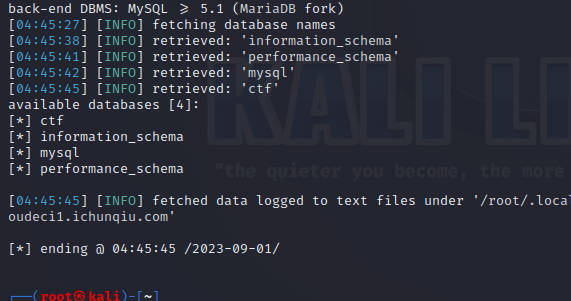 back-end DBMS: MySQL ≥ 5.1 (MariaDB fork)
[04:45:27] [INFO] fetching database names
[04:45:38] [INFO] retrieved: 'information_schema'
[04:45:41] [INFO] retrieved: 'performance_schema'
[04:45:42] [INFO] retrieved: 'mysql'
[04:45:45] [INFO] retrieved: 'ctf'
available databases [4]:
[*] ctf
[*] information_schema
[*] mysql
[*] performance_schema
KALI LI
"the quieter you become, the more
[04:45:45] [INFO] fetched data logged to text files under '/root/.loca
oudeci1.ichunqiu.com'
[*] ending @ 04:45:45 /2023-09-01/
┌──(root㉿kali)-[~]